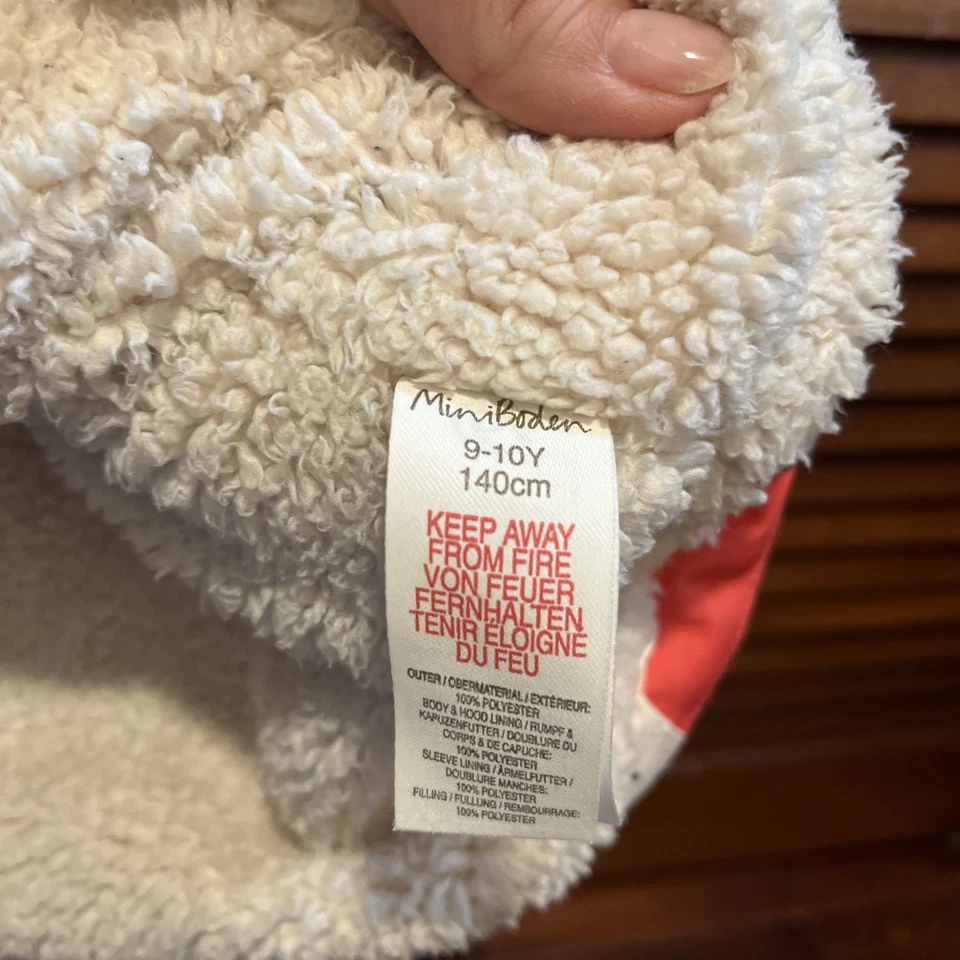 MiniBoden
9-10Y
140cm
KEEP AWAY
FROM FIRE
VON FEUER
FERNHALTEN
TENIR ÉLOIGNÉ
DU FEU
OUTER / OBERMATERIAL / EXTÉRIEUR:
100% POLYESTER
BODY & HOOD LINING / RUMPF &
KAPUZENFUTTER / DOUBLURE DU
CORPS & DE CAPUCHE:
100% POLYESTER
SLEEVE LINING / ÄRMELFUTTER /
DOUBLURE MANCHES:
100% POLYESTER
FILLING / FÜLLUNG / REMBOURRAGE:
100% POLYESTER